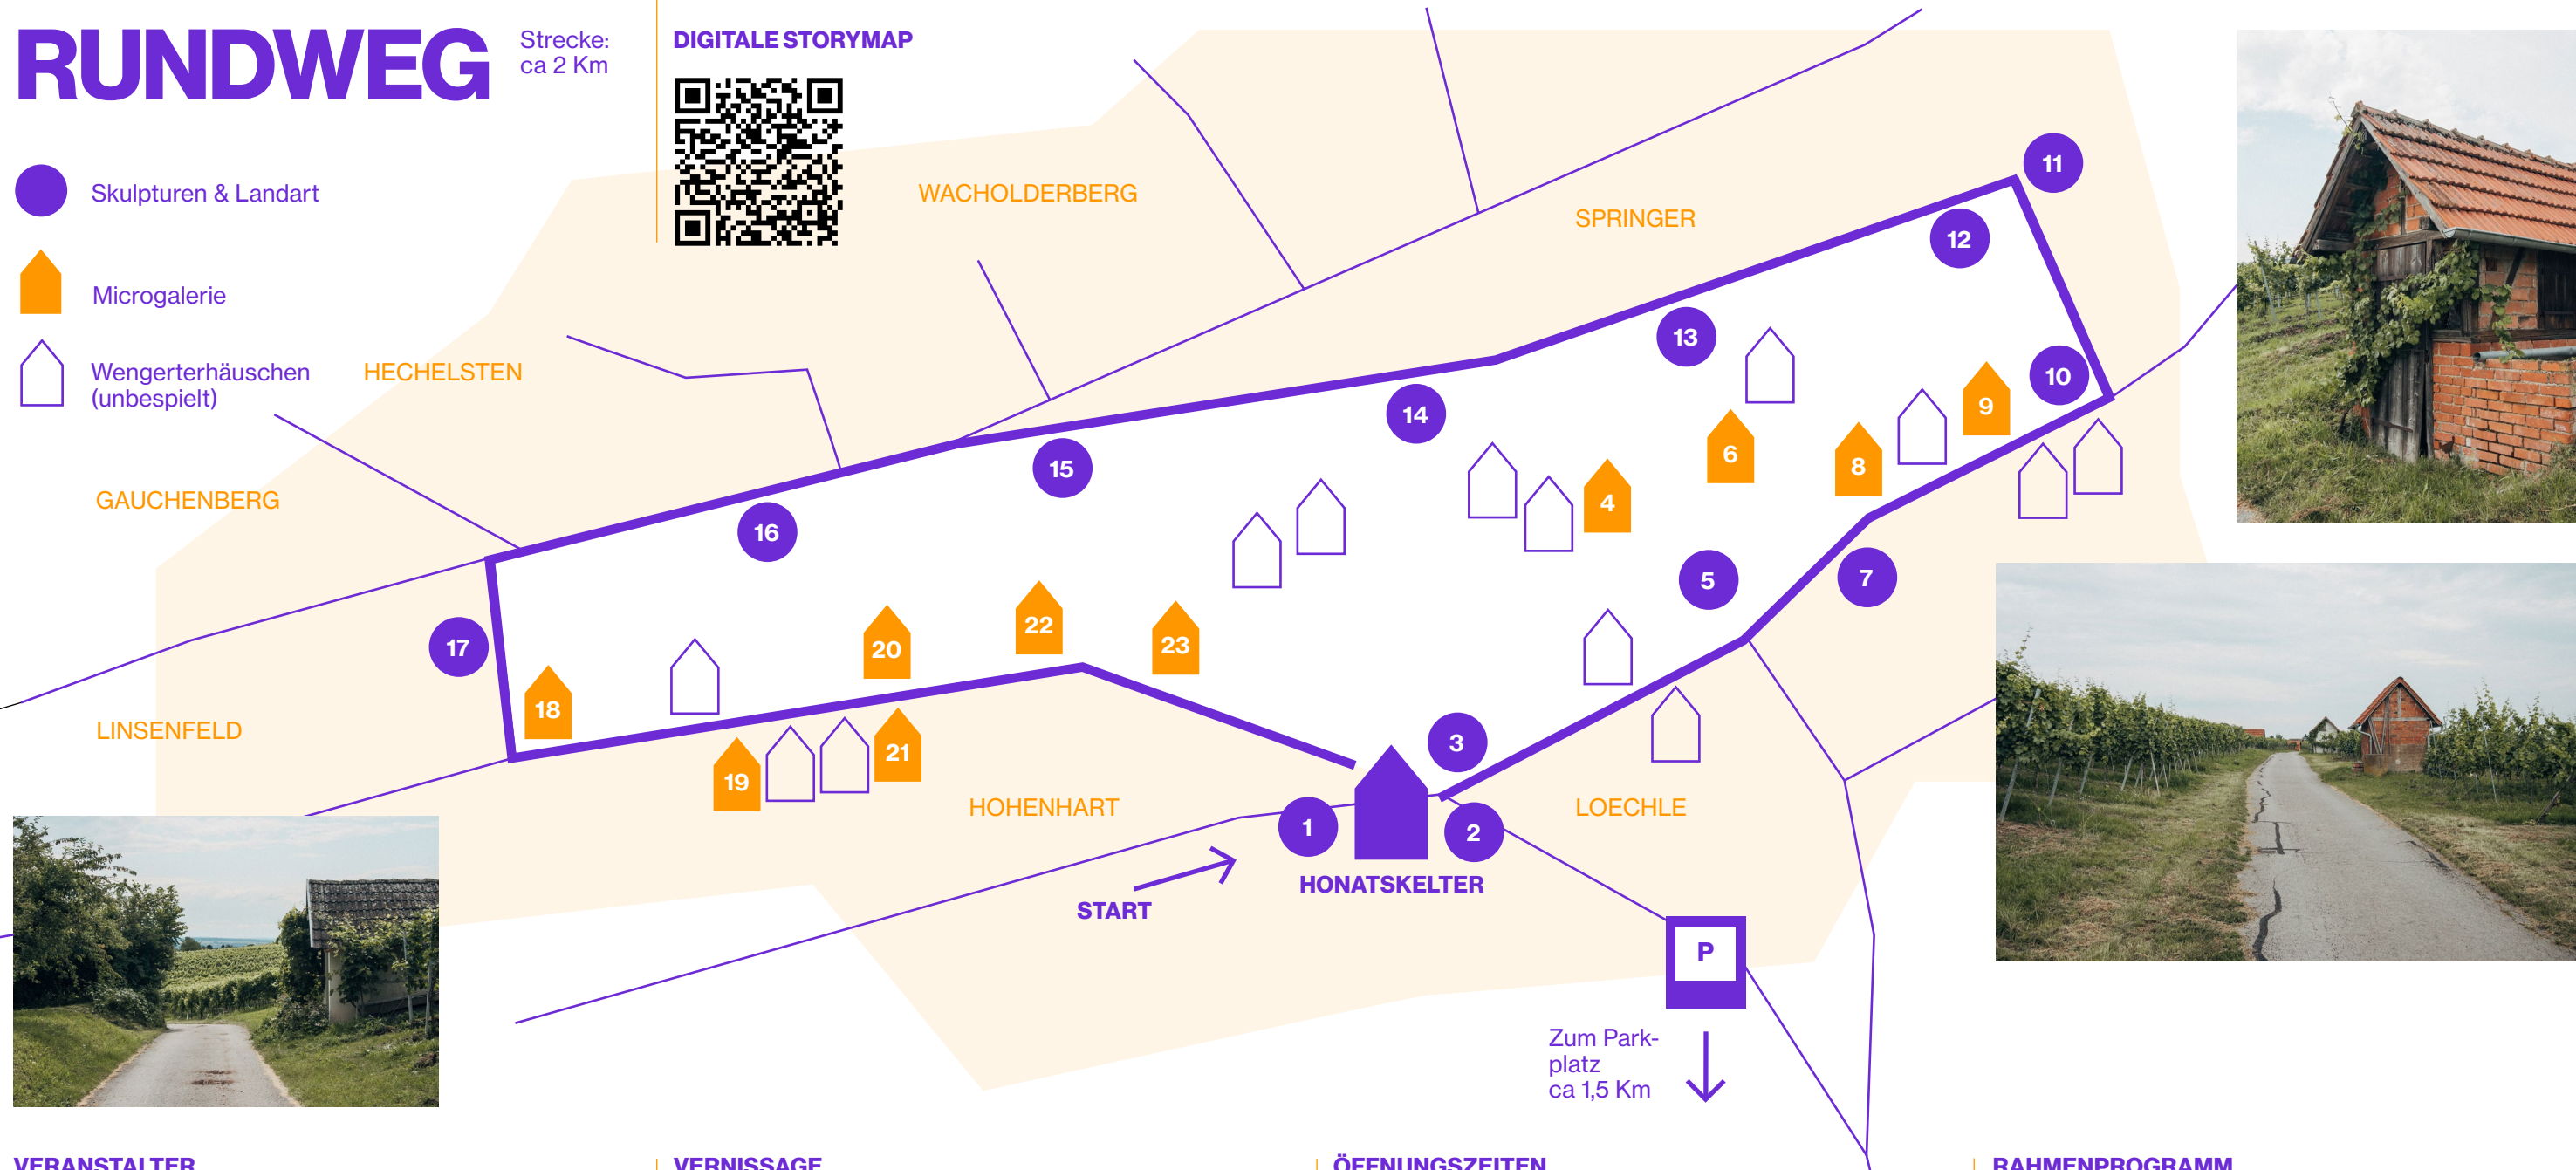 RUNDWEG
Strecke:
ca 2 Km
DIGITALE STORYMAP
Skulpturen & Landart
Microgalerie
Wengerterhäuschen
(unbespielt)
WACHOLDERBERG
SPRINGER
HECHELSTEN
GAUCHENBERG
LINSENFELD
HOHENHART
LOECHLE
11
12
13
10
9
14
6
8
15
4
16
5
7
22
20
23
17
18
3
21
19
1
2
HONATSKELTER
START
P
Zum Park-
platz
ca 1,5 Km
VERANSTALTER
VERNISSAGE
ÖFFNUNGSZEITEN
RAHMENPROGRAMM